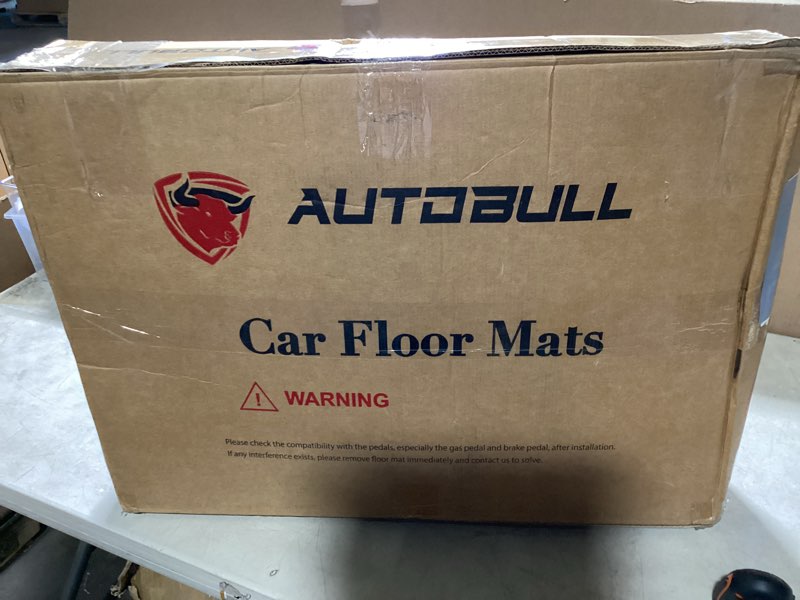 AUTOBULL
Car Floor Mats
WARNING
Please check the compatibility with the pedals, especially the gas pedal and brake pedal, after installation.
If any interference exists, please remove floor mat immediately and contact us to solve.